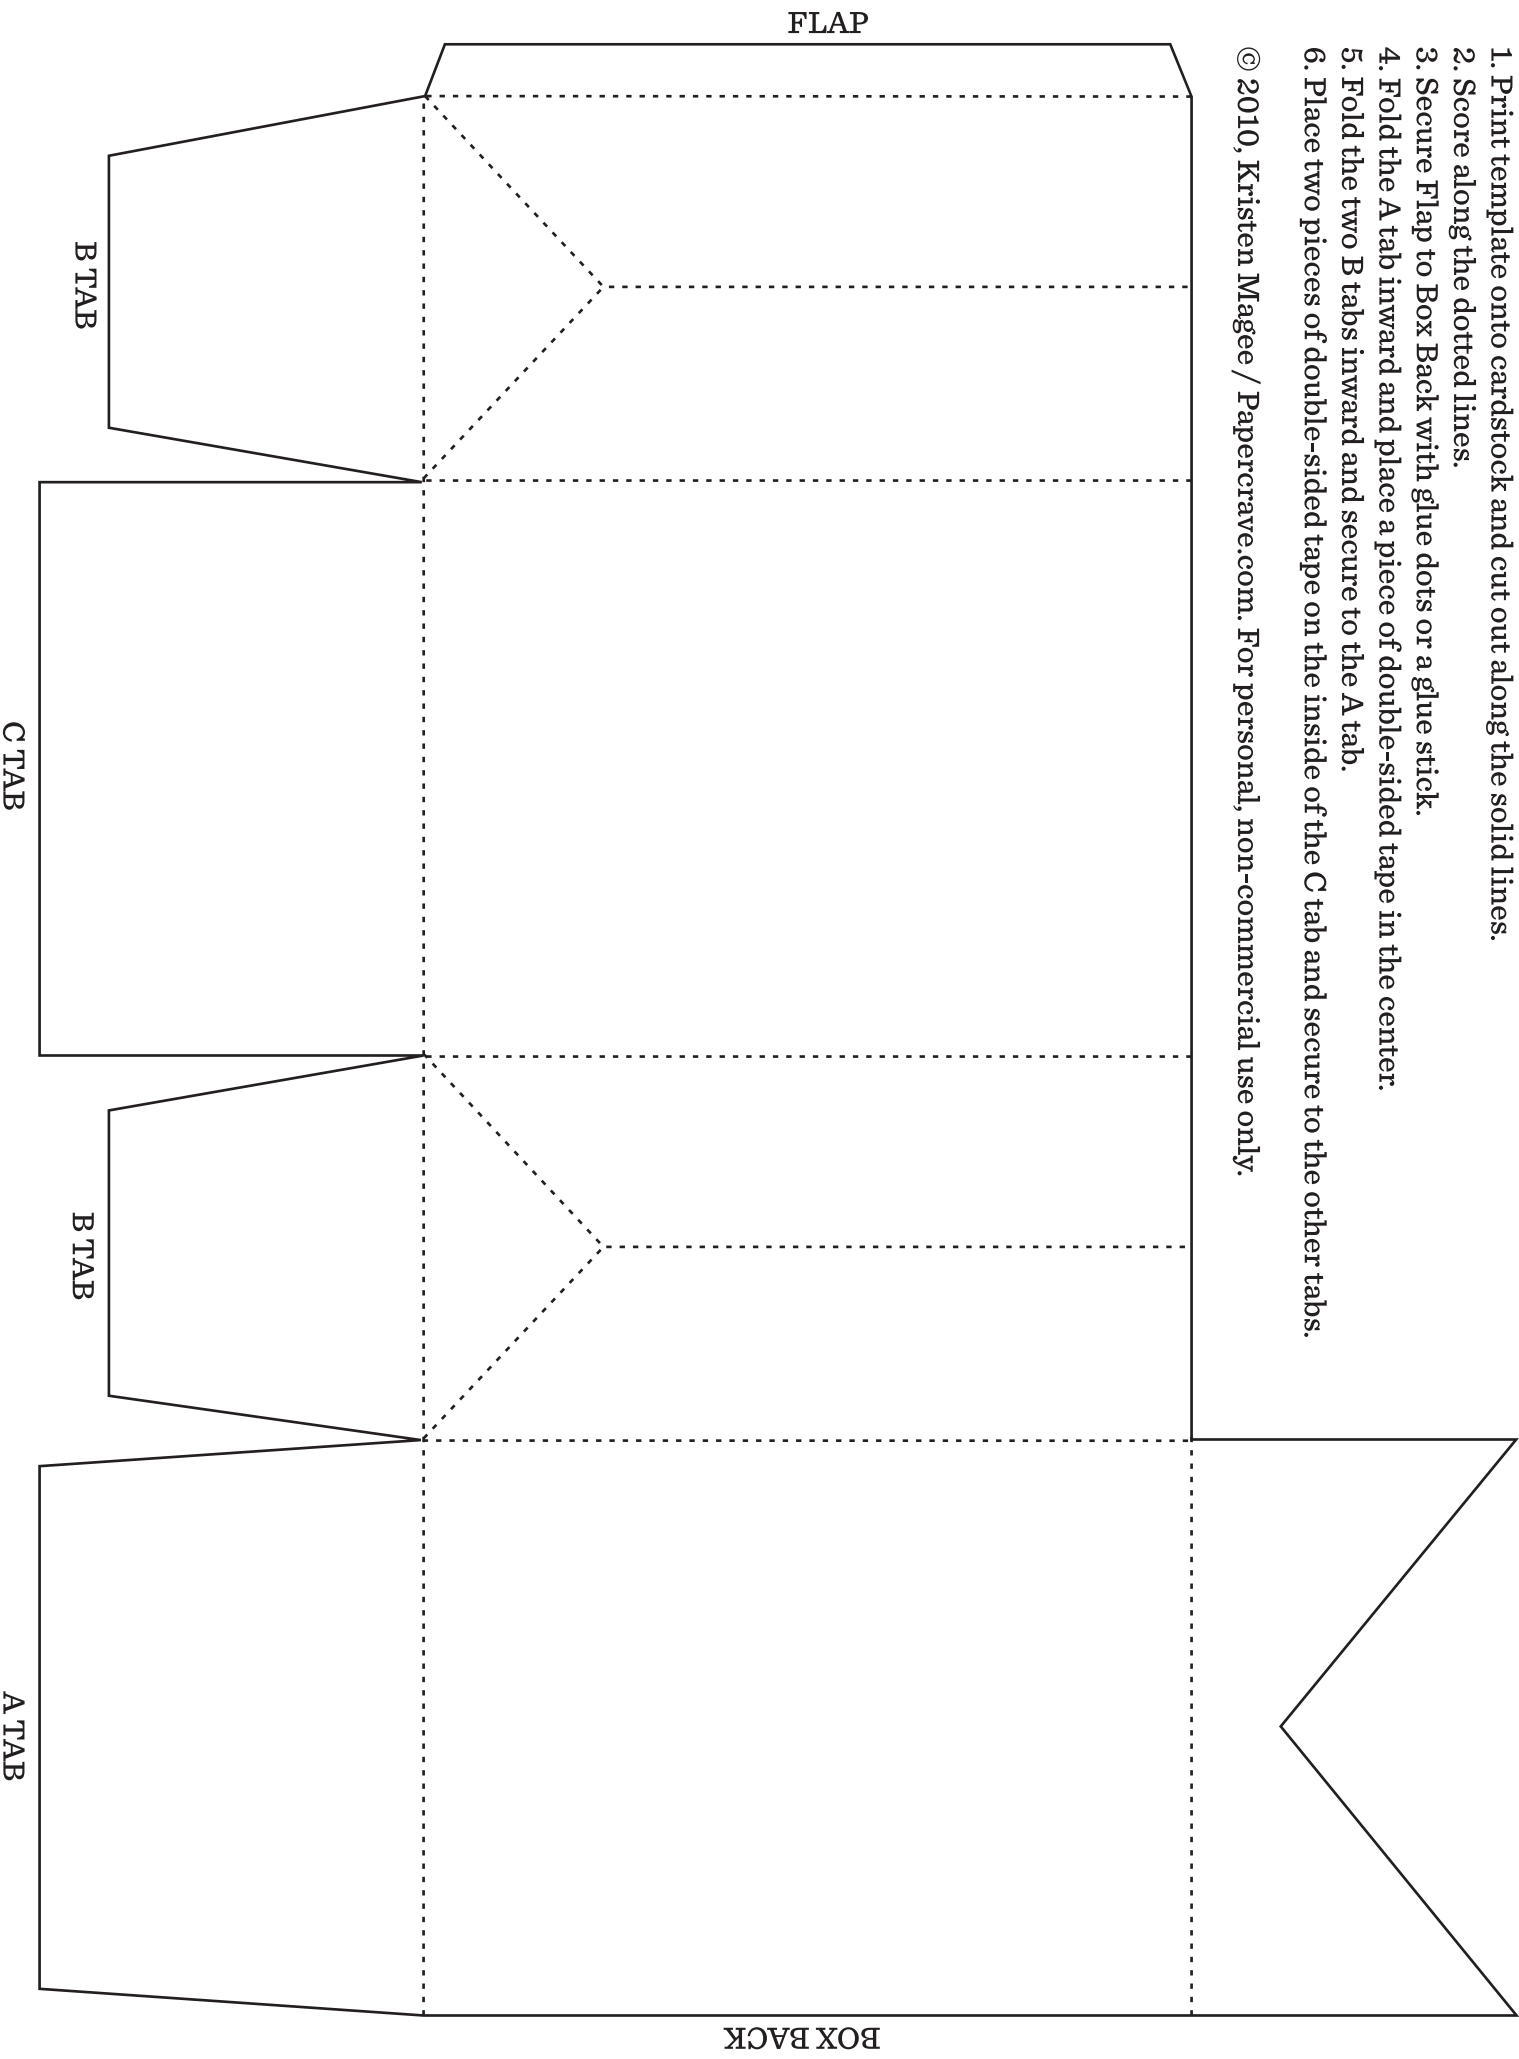 1. Print template onto cardstock and cut out along the solid lines.
2. Score along the dotted lines.
3. Secure Flap to Box Back with glue dots or a glue stick.
4. Fold the A tab inward and place a piece of double-sided tape in the center.
5. Fold the two B tabs inward and secure to the A tab.
6. Place two pieces of double-sided tape on the inside of the C tab and secure to the other tabs.
© 2010, Kristen Magee / Papercrave.com. For personal, non-commercial use only.
FLAP
B TAB
C TAB
B TAB
A TAB
BOX BACK